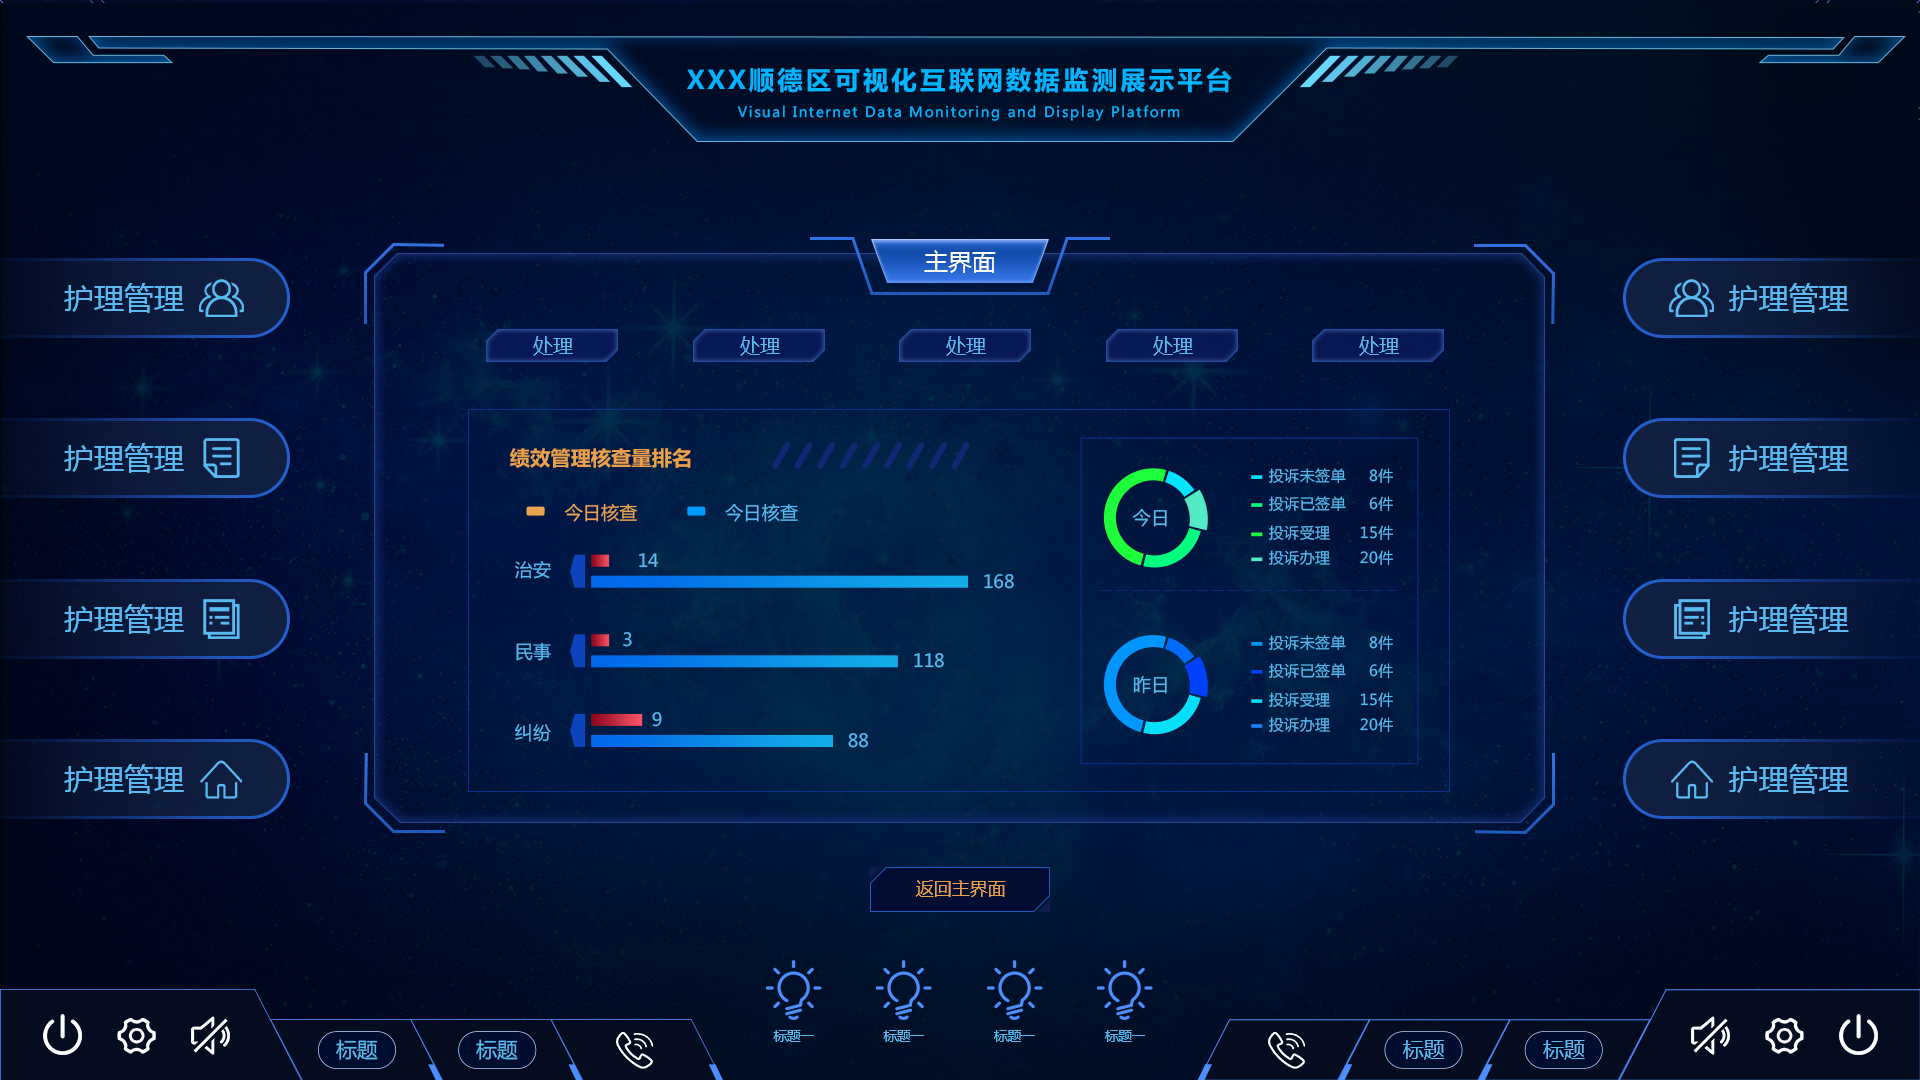 XXX顺德区可视化互联网数据监测展示平台
Visual Internet Data Monitoring and Display Platform
主界面
护理管理
护理管理
护理管理
护理管理
处理 处理 处理 处理 处理
绩效管理核查量排名
今日核查 今日核查
治安 14
168
民事 3
118
纠纷 9
88
今日
投诉未签单 8件
投诉已签单 6件
投诉受理 15件
投诉办理 20件
昨日
投诉未签单 8件
投诉已签单 6件
投诉受理 15件
投诉办理 20件
护理管理
护理管理
护理管理
护理管理
返回主界面
标题一 标题一 标题一 标题一
标题 标题 标题 标题